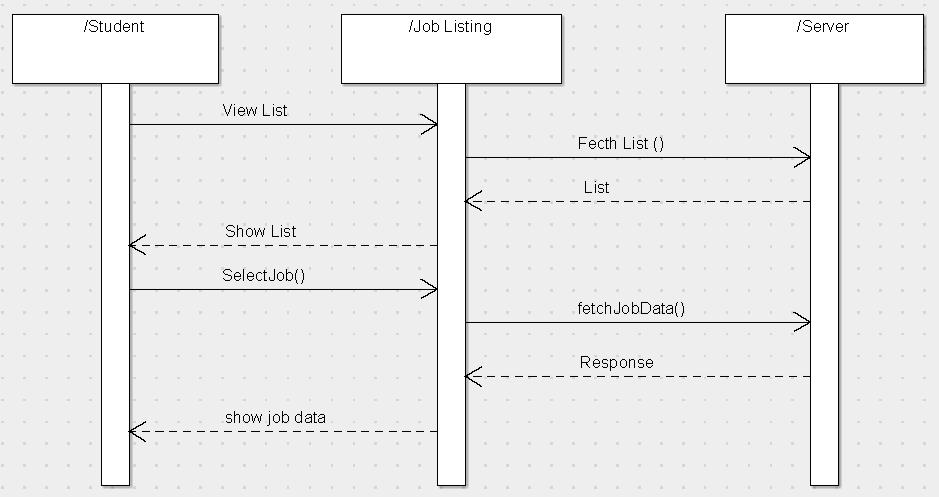 /Student
/Job Listing
/Server
View List
Fecth List ()
List
Show List
SelectJob()
fetchJobData()
Response
show job data